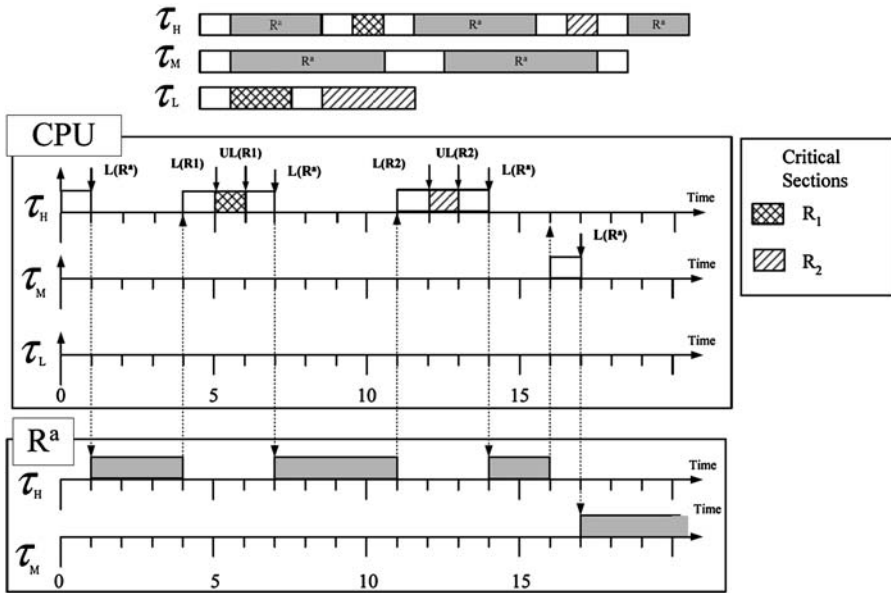 τH Rª Rª Rª
τM Rª Rª
τL
CPU
L(Rª) L(R1) UL(R1) L(Rª) L(R2) UL(R2) L(Rª)
τH Time
L(Rª)
τM Time
τL Time
0 5 10 15
Critical
Sections
R1
R2
Rª
τH Time
τM Time
0 5 10 15